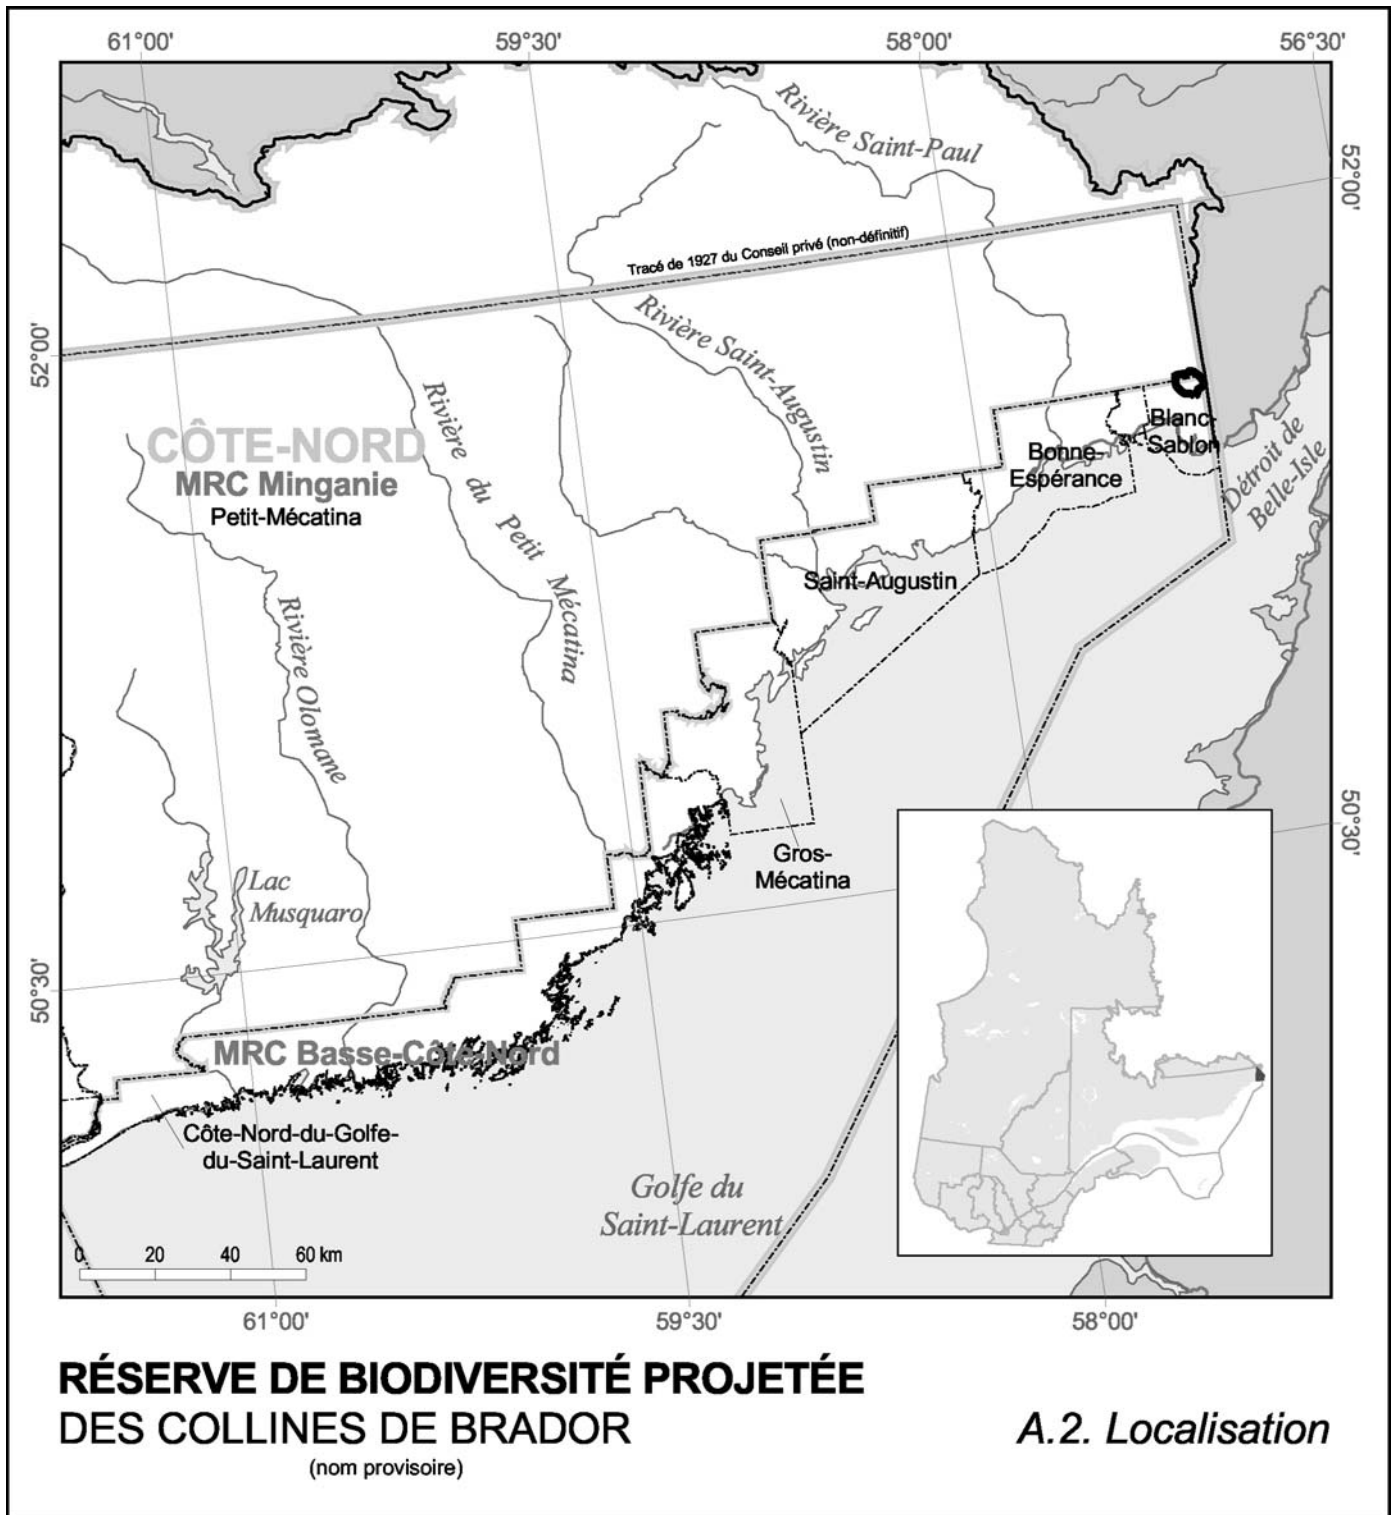 61°00'
59°30'
58°00'
56°30'
Rivière Saint-Paul
52°00'
Tracé de 1927 du Conseil privé (non-définitif)
Rivière Saint-Augustin
52°00'
Rivière du Petit Mécatina
CÔTE-NORD
MRC Minganie
Petit-Mécatina
Blanc-
Sablon
Bonne-
Espérance
Détroit de
Belle-Isle
Saint-Augustin
Rivière Olomane
50°30'
Gros-
Mécatina
Lac
Musquaro
50°30'
MRC Basse-Côte-Nord
Côte-Nord-du-Golfe-
du-Saint-Laurent
Golfe du
Saint-Laurent
0 20 40 60 km
61°00'
59°30'
58°00'
RÉSERVE DE BIODIVERSITÉ PROJETÉE
DES COLLINES DE BRADOR
(nom provisoire)
A.2. Localisation